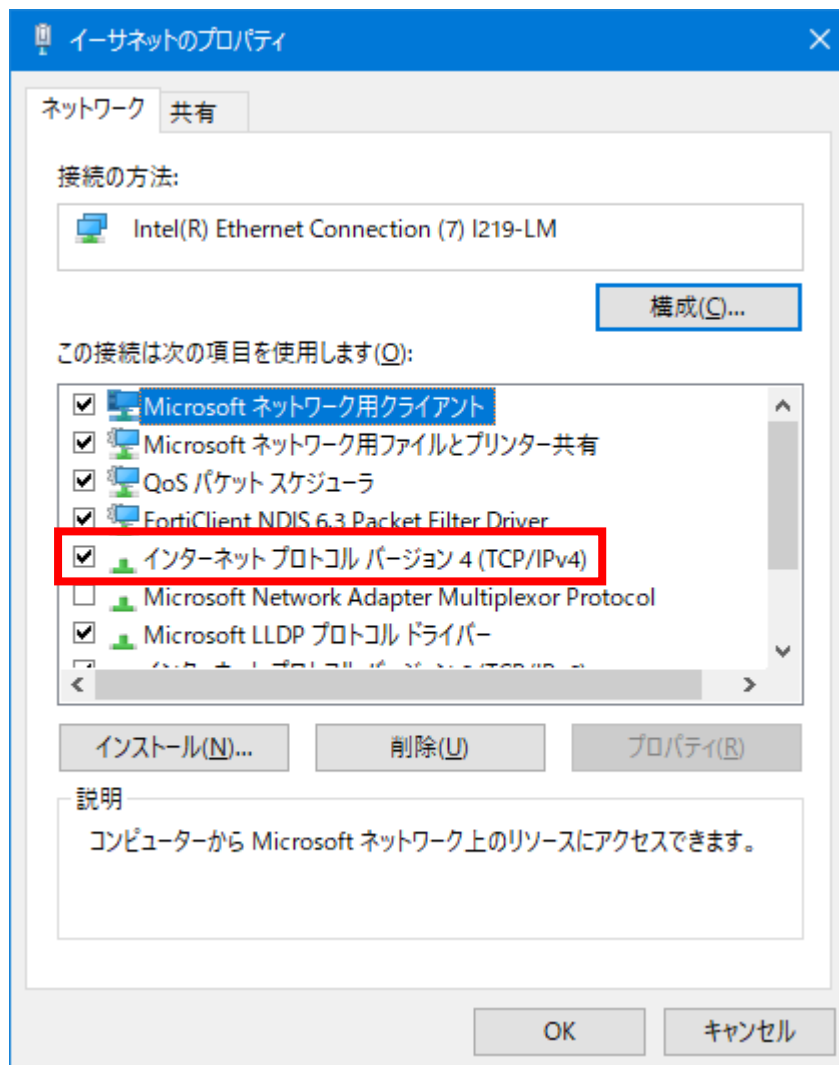 イーサネットのプロパティ
ネットワーク
共有
接続の方法:
Intel(R) Ethernet Connection (7) I219-LM
構成(C)...
この接続は次の項目を使用します(O):
Microsoft ネットワーク用クライアント
Microsoft ネットワーク用ファイルとプリンター共有
QoS パケット スケジューラ
FortiClient NDIS 6.3 Packet Filter Driver
インターネット プロトコル バージョン 4 (TCP/IPv4)
Microsoft Network Adapter Multiplexor Protocol
Microsoft LLDP プロトコル ドライバー
インストール(N)...
削除(U)
プロパティ(R)
説明
コンピューターから Microsoft ネットワーク上のリソースにアクセスできます。
OK
キャンセル